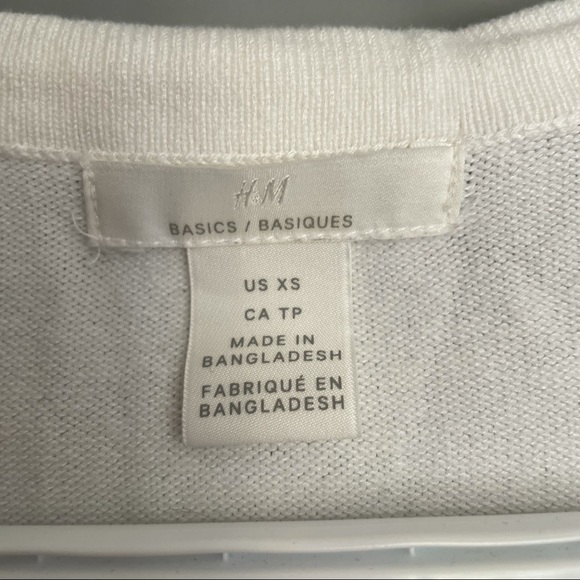 H&M
BASICS / BASIQUES
US XS
CA TP
MADE IN
BANGLADESH
FABRIQUÉ EN
BANGLADESH